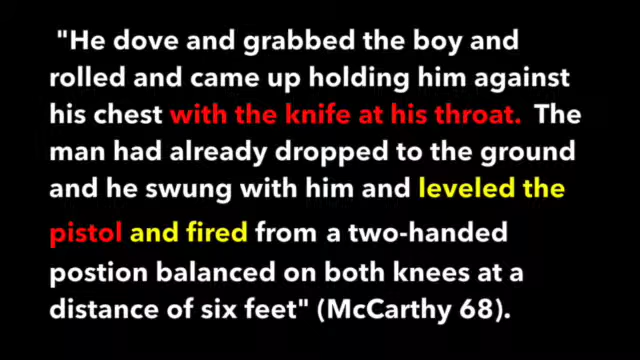 "He dove and grabbed the boy and
rolled and came up holding him against
his chest with the knife at his throat. The
man had already dropped to the ground
and he swung with him and leveled the
pistol and fired from a two-handed
postion balanced on both knees at a
distance of six feet" (McCarthy 68).